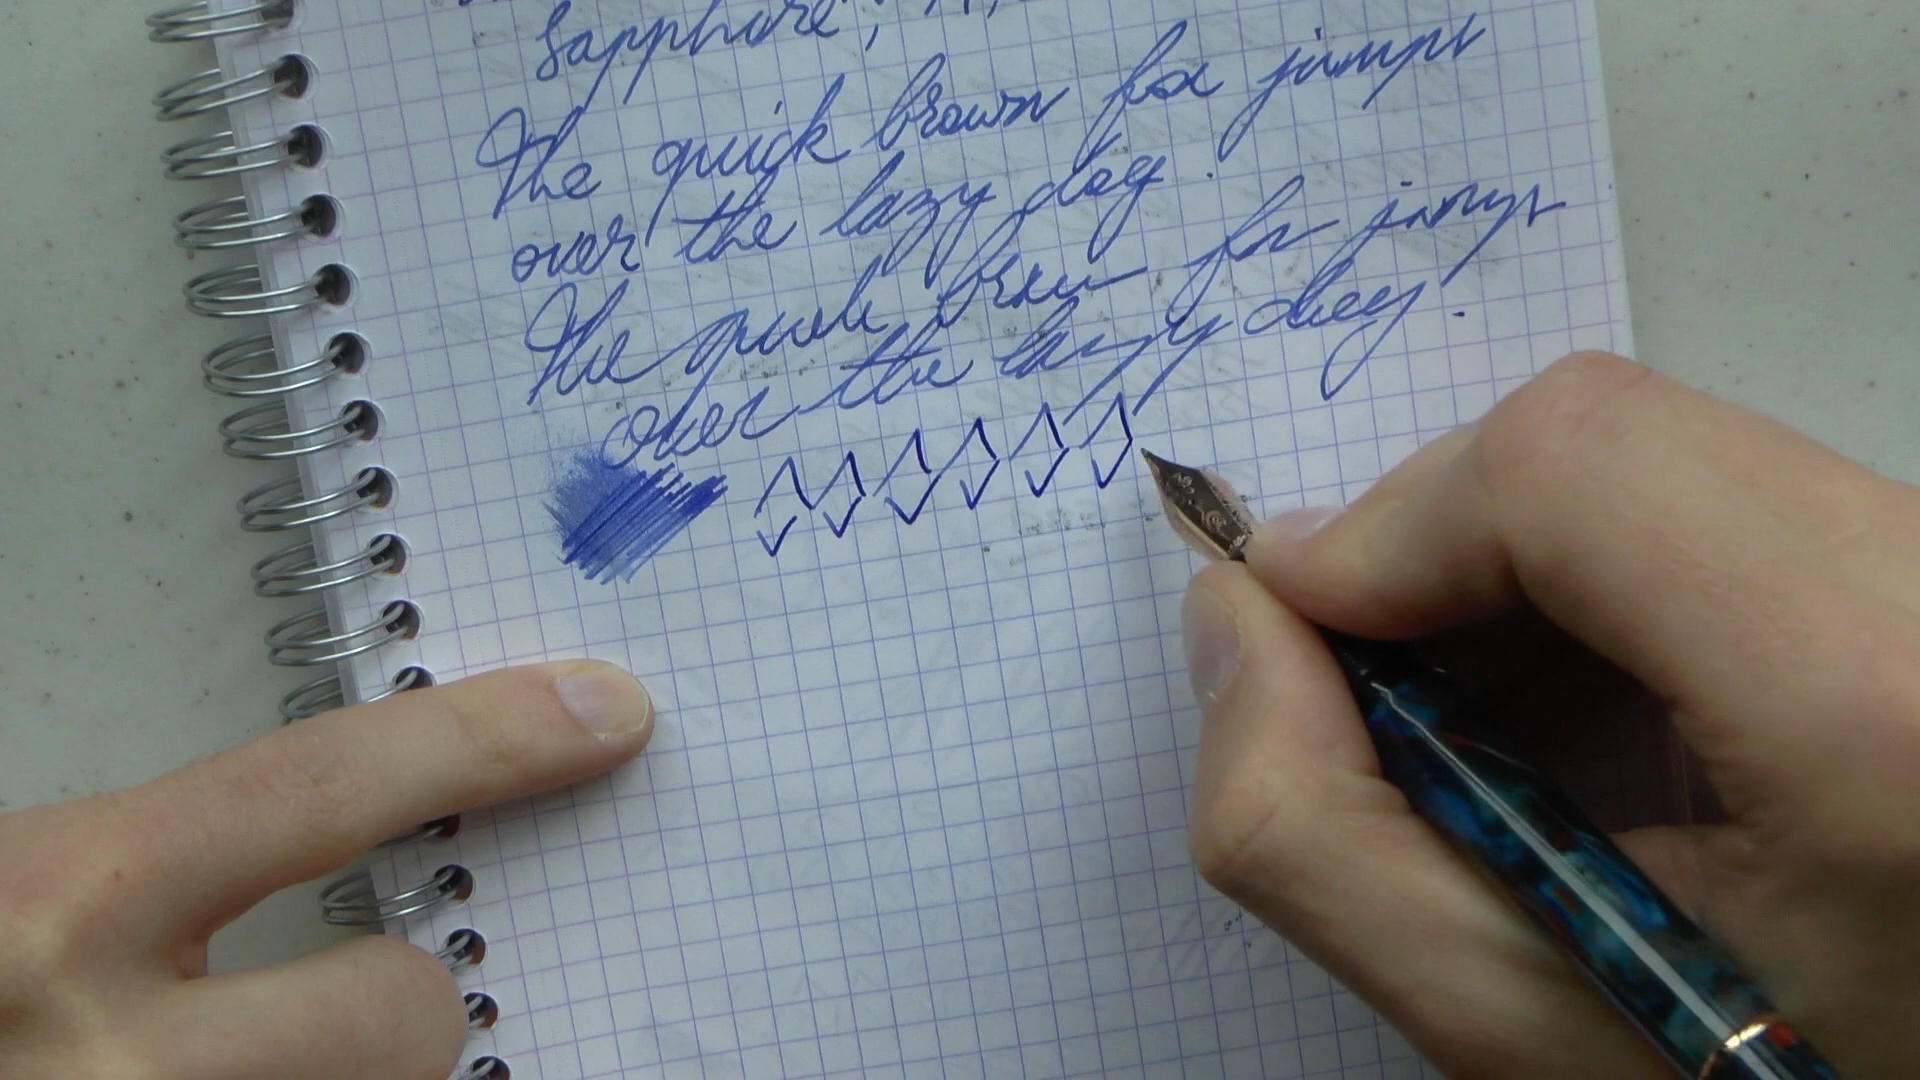 Sapphire,
The quick brown fox jumps
over the lazy dog.
The quick brown fox jumps
over the lazy dog.